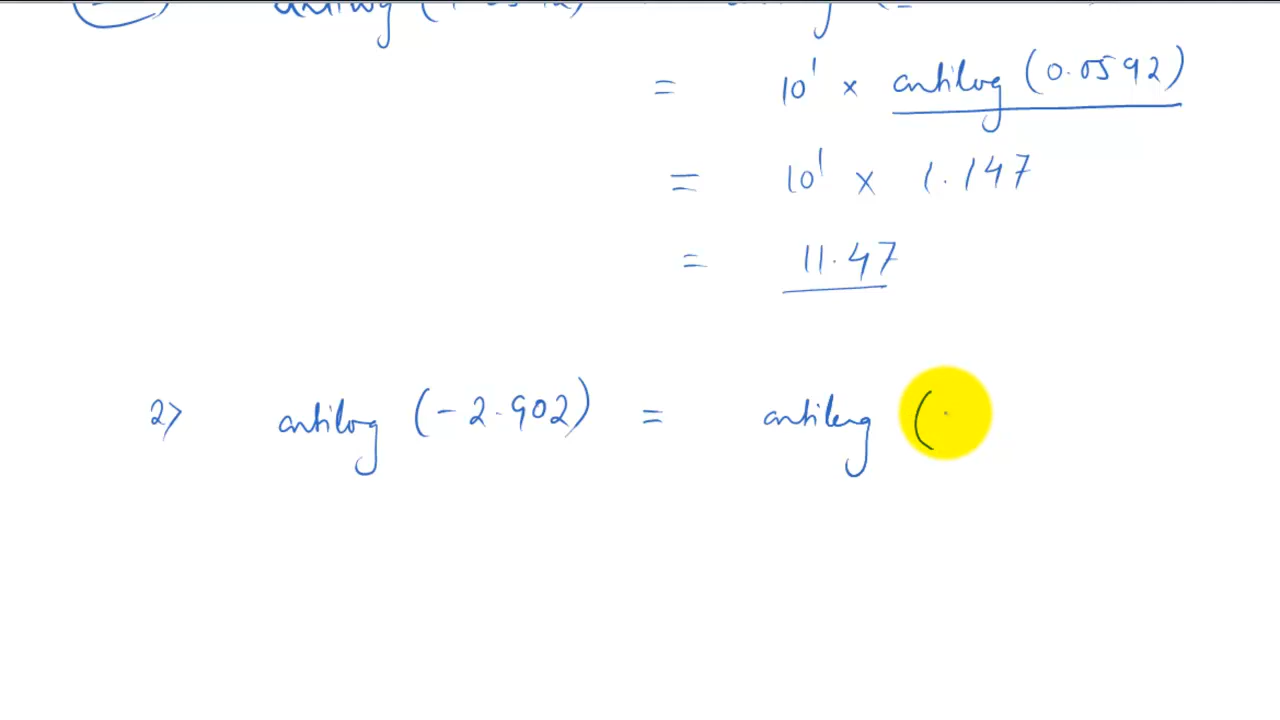 = 10¹ × antilog (0.0592)
= 10¹ × 1.147
= 11.47
2> antilog (-2.902) = antilog (